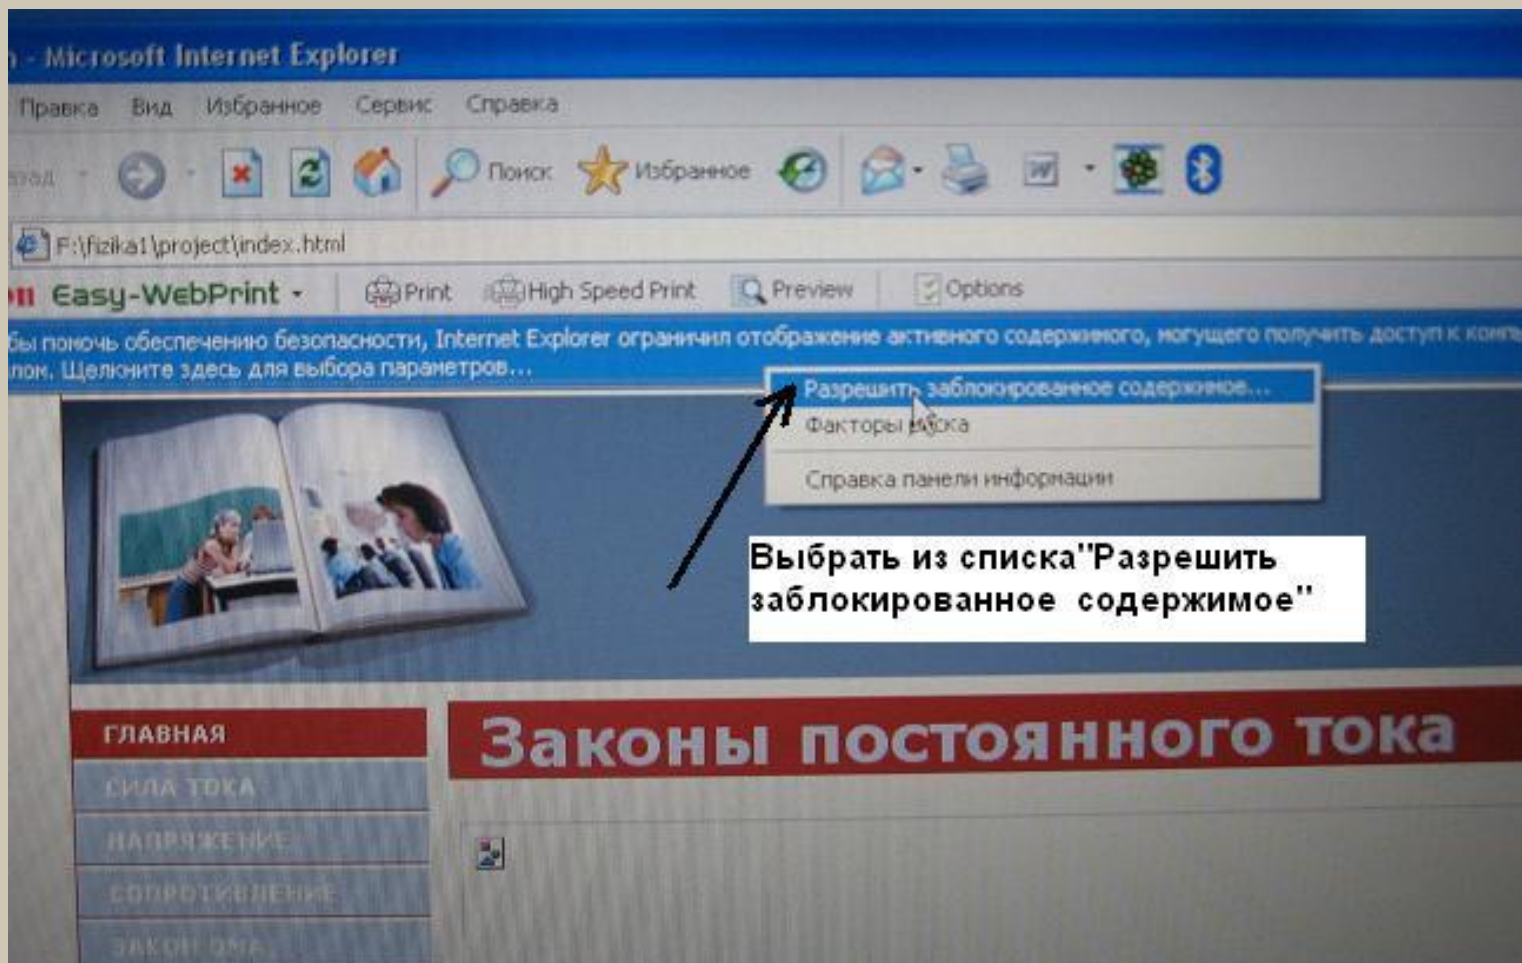 - Microsoft Internet Explorer
Правка Вид Избранное Сервис Справка
Поиск Избранное
F:\fizika1\project\index.html
Easy-WebPrint Print High Speed Print Preview Options
помочь обеспечению безопасности, Internet Explorer ограничил отображение активного содержимого, могущего получить доступ к
Щелкните здесь для выбора параметров...
Разрешить заблокированное содержимое...
Факторы риска
Справка панели информации
Выбрать из списка"Разрешить
заблокированное содержимое"
ГЛАВНАЯ
Законы постоянного тока
СИЛА ТОКА
НАПРЯЖЕНИЕ
СОПРОТИВЛЕНИЕ
ЗАКОН ОМА